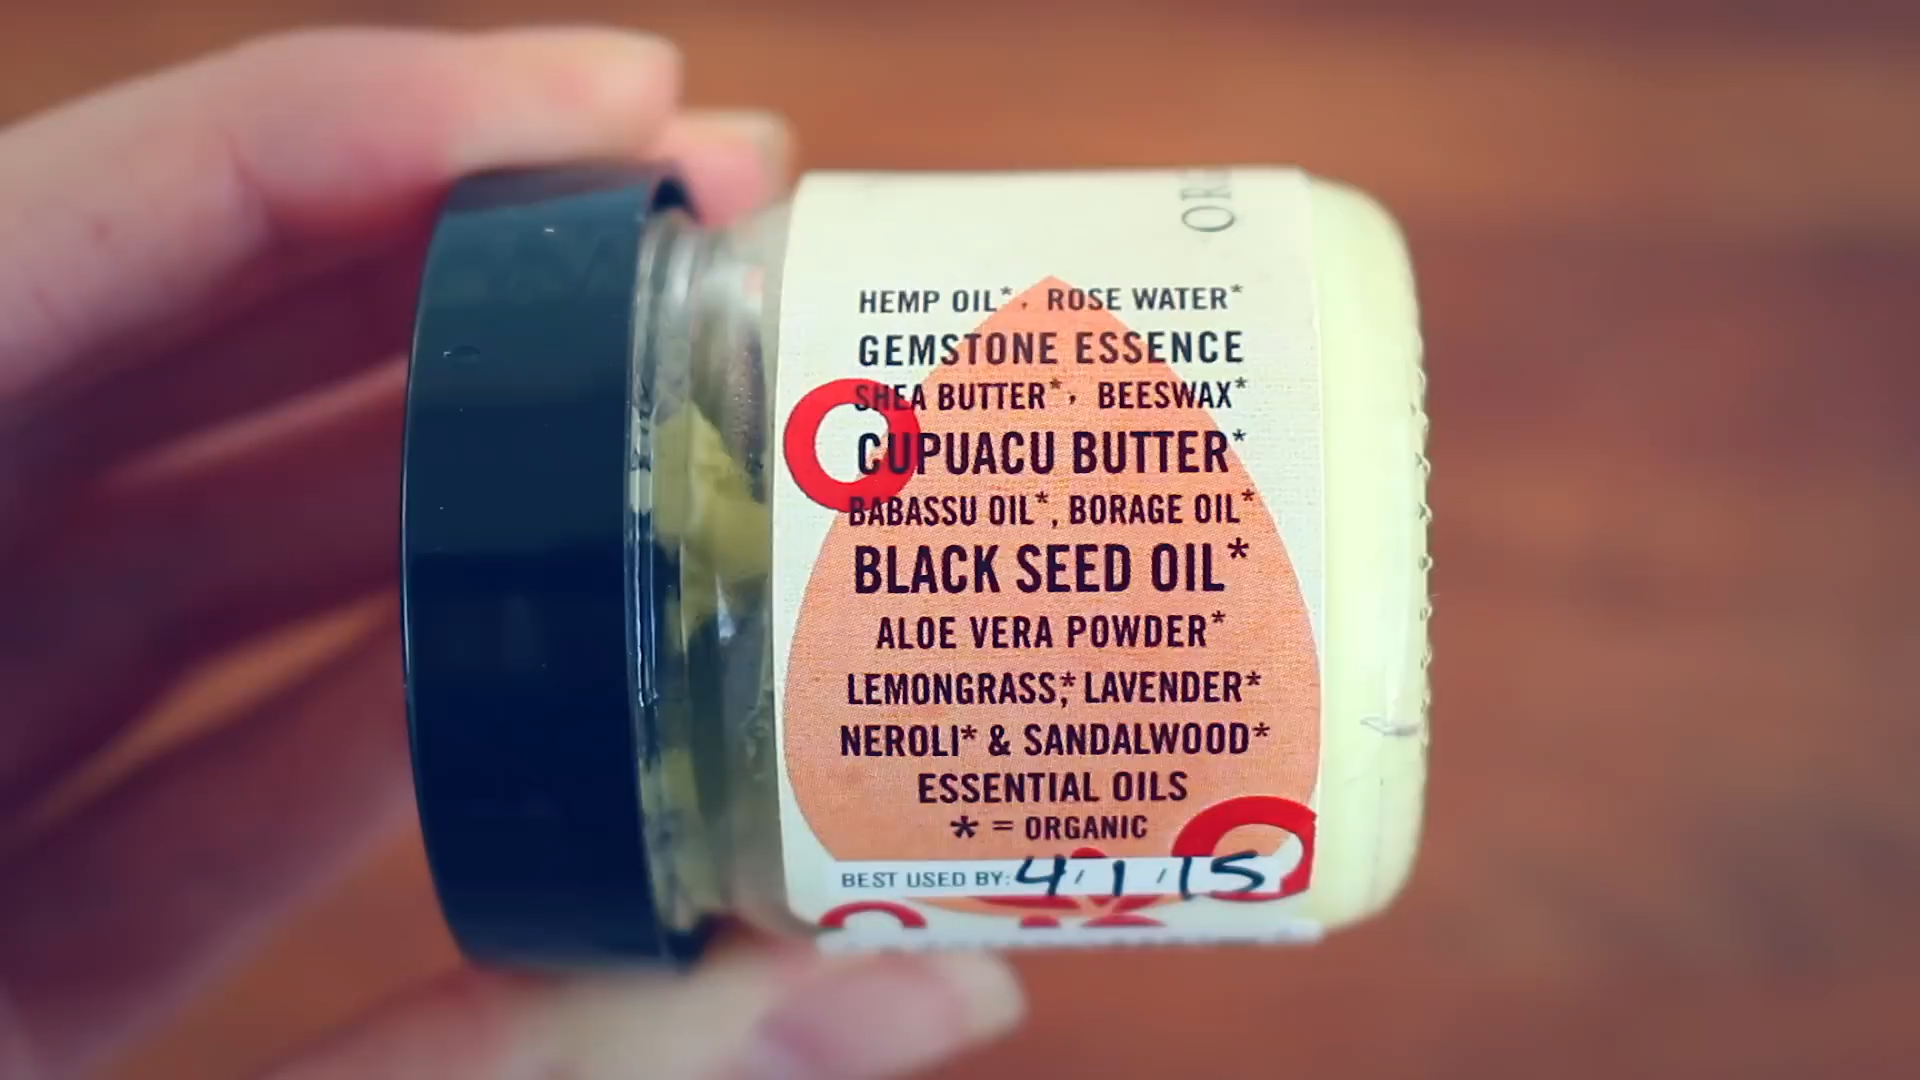 HEMP OIL*, ROSE WATER*
GEMSTONE ESSENCE
SHEA BUTTER*, BEESWAX*
CUPUACU BUTTER*
BABASSU OIL*, BORAGE OIL*
BLACK SEED OIL*
ALOE VERA POWDER*
LEMONGRASS,* LAVENDER*
NEROLI* & SANDALWOOD*
ESSENTIAL OILS
* = ORGANIC
BEST USED BY: 4/1/15